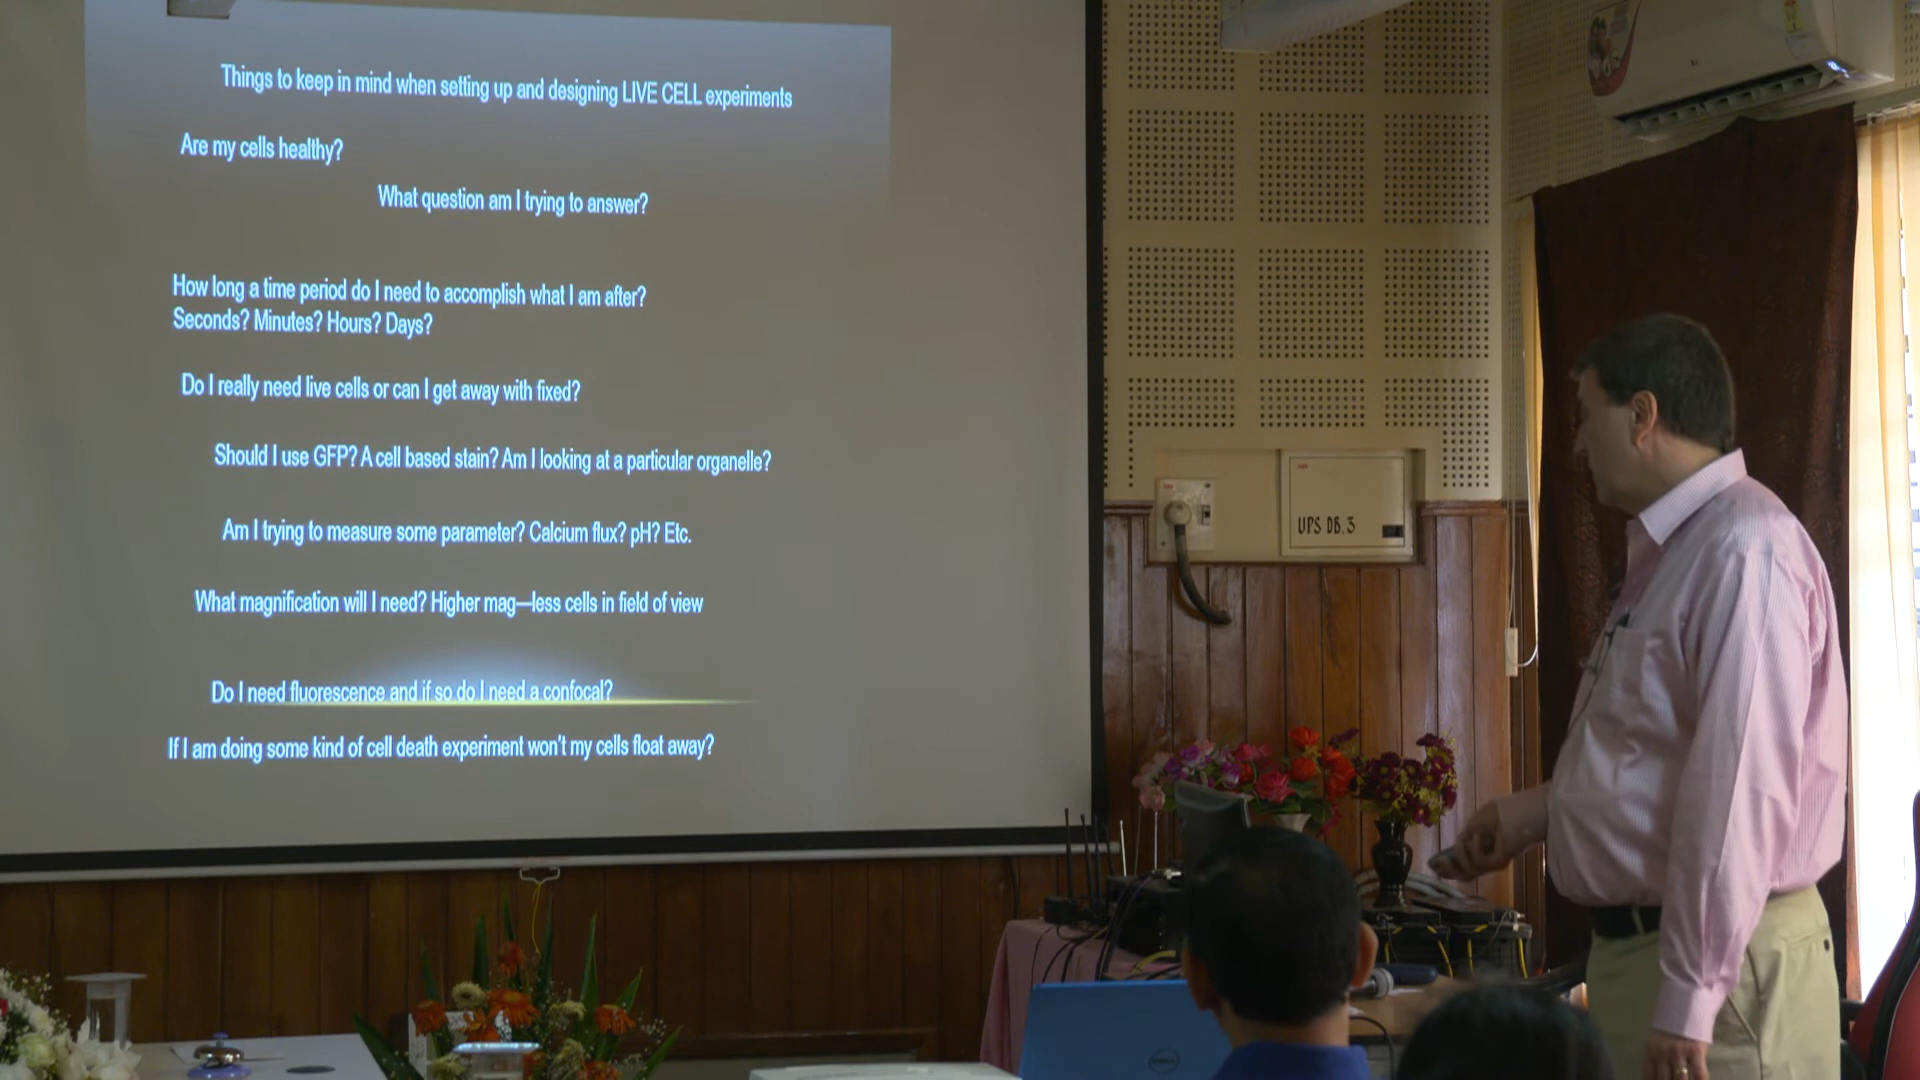 Things to keep in mind when setting up and designing LIVE CELL experiments
Are my cells healthy?
What question am I trying to answer?
How long a time period do I need to accomplish what I am after?
Seconds? Minutes? Hours? Days?
Do I really need live cells or can I get away with fixed?
Should I use GFP? A cell based stain? Am I looking at a particular organelle?
Am I trying to measure some parameter? Calcium flux? pH? Etc.
What magnification will I need? Higher mag—less cells in field of view
Do I need fluorescence and if so do I need a confocal?
If I am doing some kind of cell death experiment won't my cells float away?
UPS DB.3
DELL